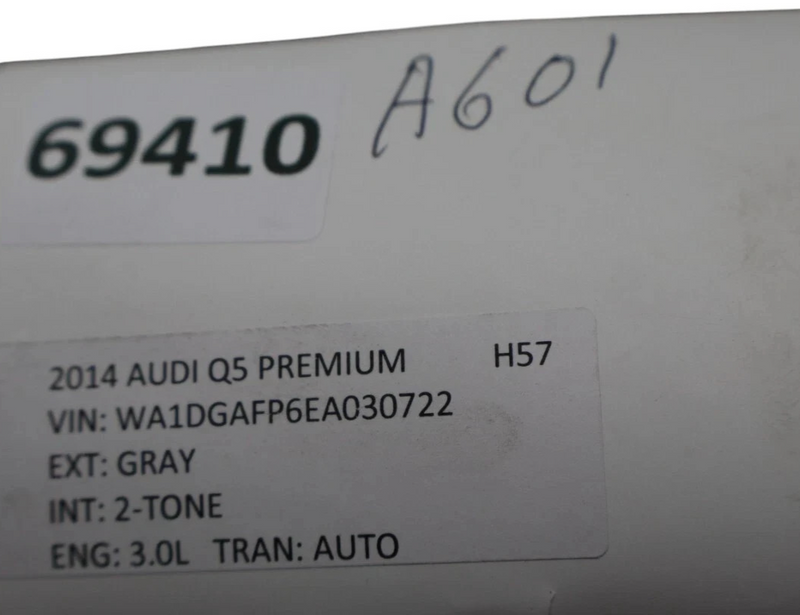 69410
A601
2014 AUDI Q5 PREMIUM H57
VIN: WA1DGAFP6EA030722
EXT: GRAY
INT: 2-TONE
ENG: 3.0L TRAN: AUTO